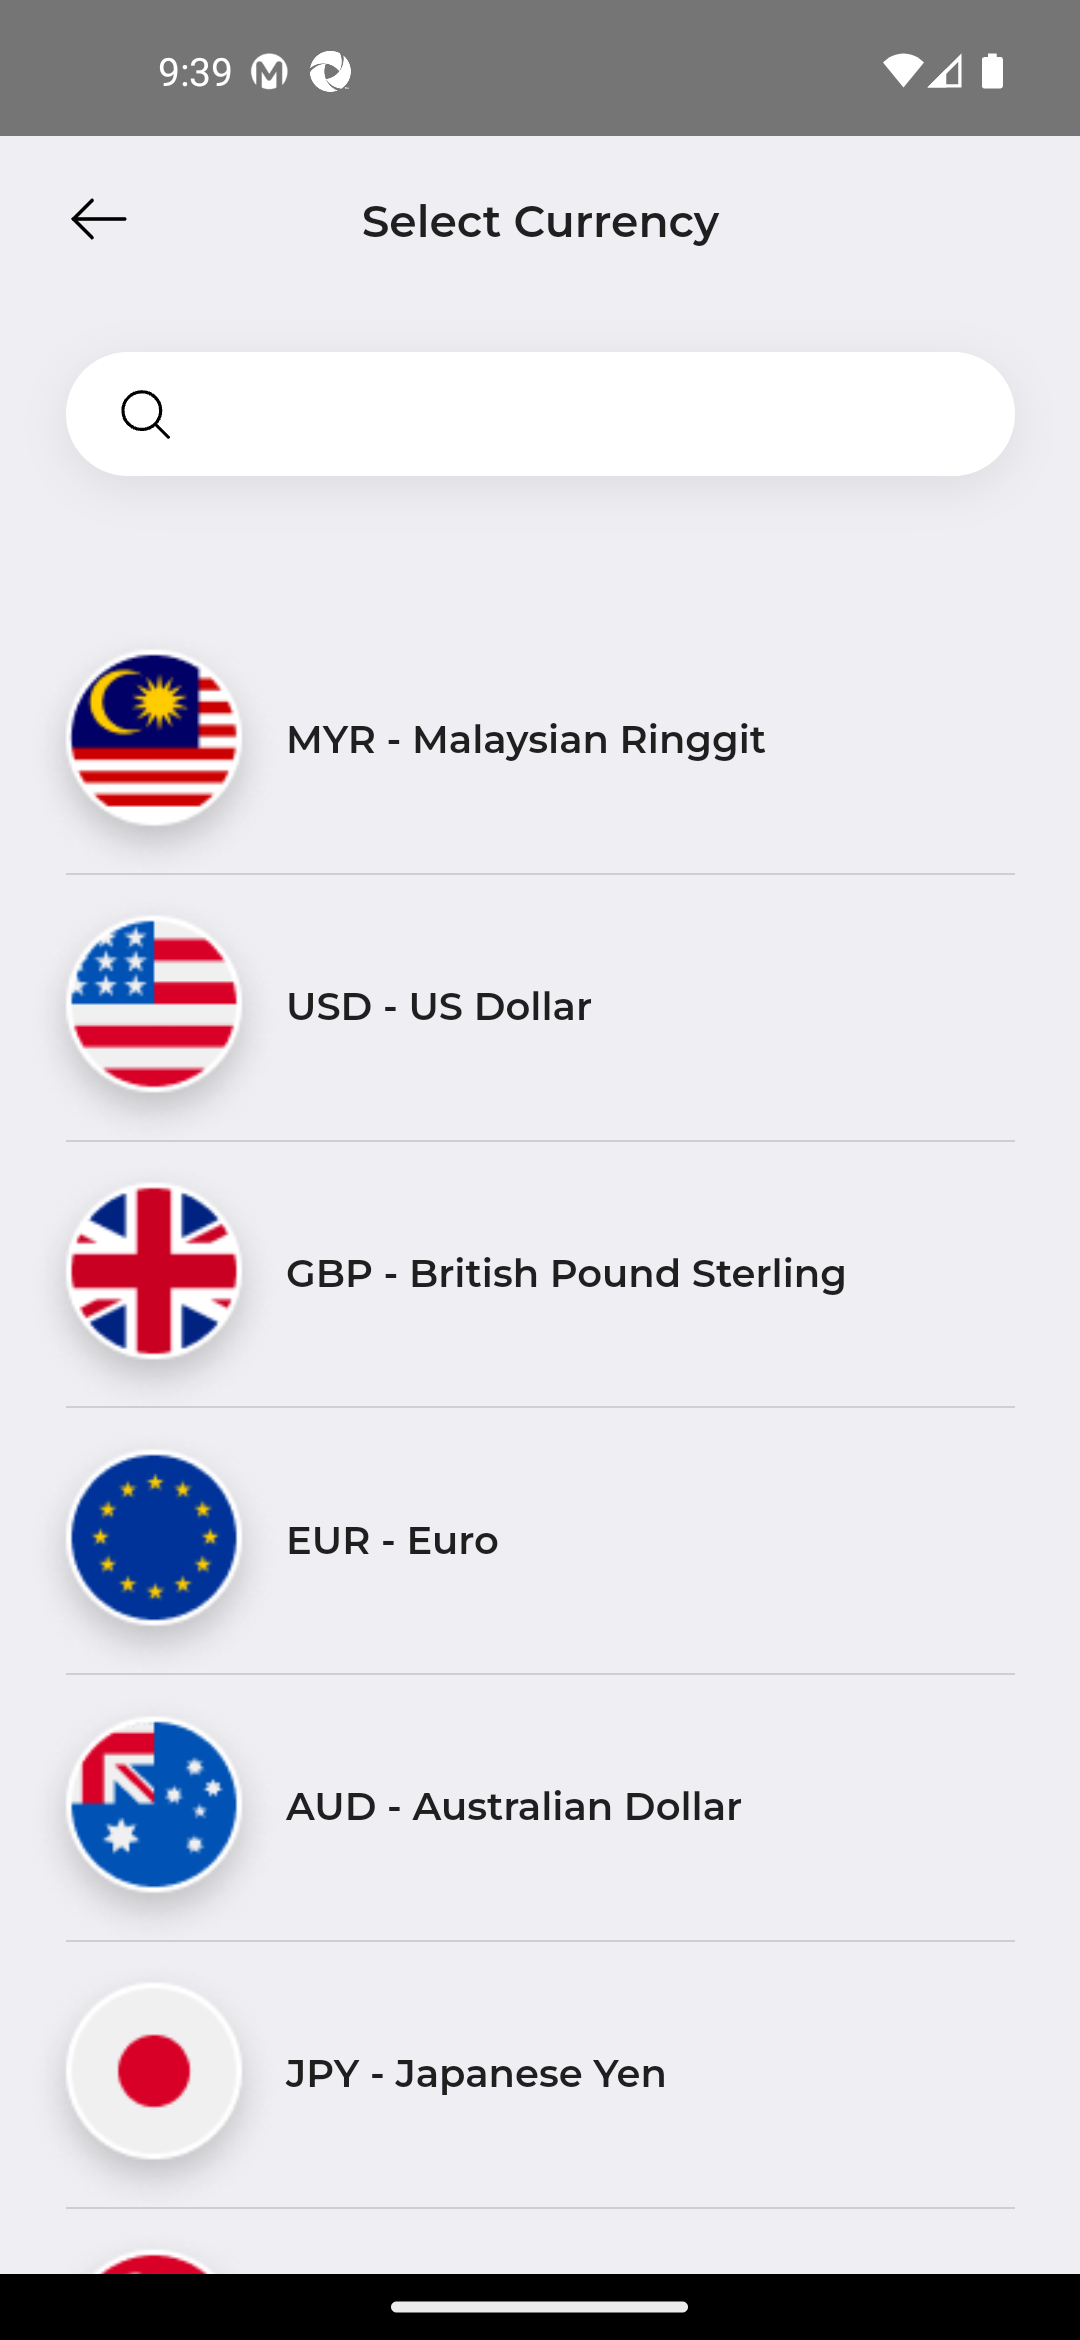 9:39
Select Currency
MYR - Malaysian Ringgit
USD - US Dollar
GBP - British Pound Sterling
EUR - Euro
AUD - Australian Dollar
JPY - Japanese Yen